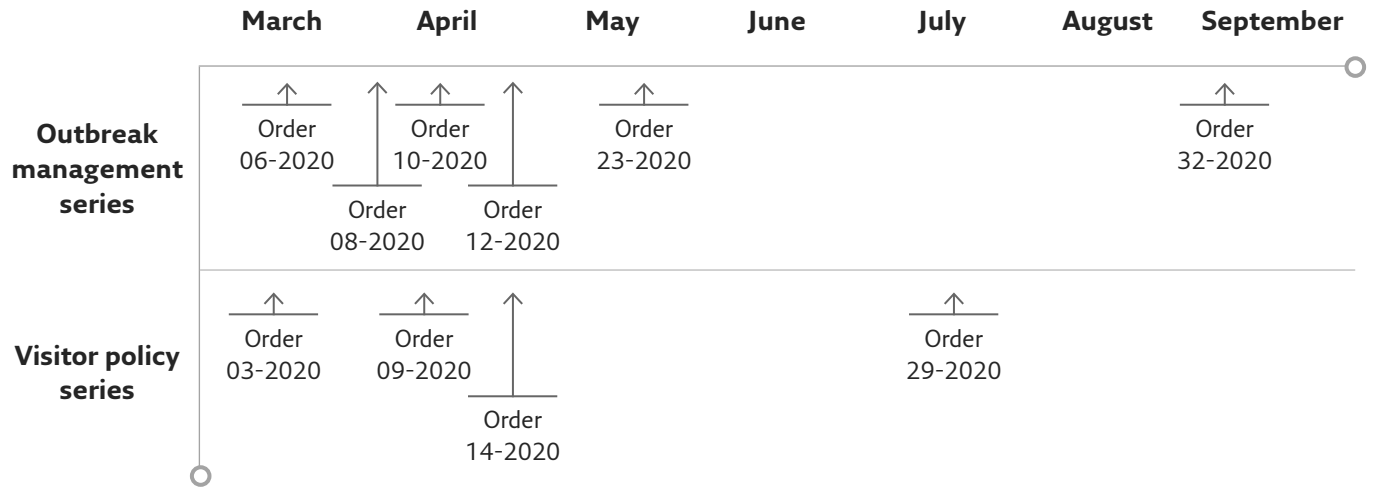 March April May June July August September
Outbreak
management
series
Order
06-2020
Order
08-2020
Order
10-2020
Order
12-2020
Order
23-2020
Order
32-2020
Visitor policy
series
Order
03-2020
Order
09-2020
Order
14-2020
Order
29-2020